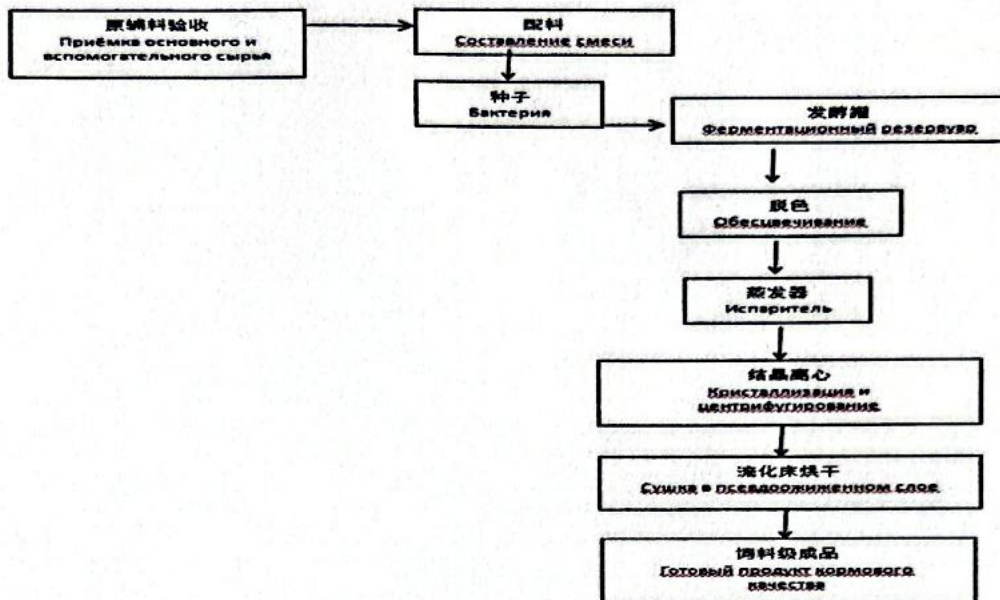 原辅料验收
Приёмка основного и
вспомогательного сырья
配料
Составление смеси
种子
Бактерия
发酵罐
Ферментационный резервуар
脱色
Обесцвечивание
蒸发器
Испаритель
结晶离心
Кристаллизация и
центрифугирование
流化床烘干
Сушка в псевдоожиженном слое
调料级成品
Готовый продукт кормового
качества